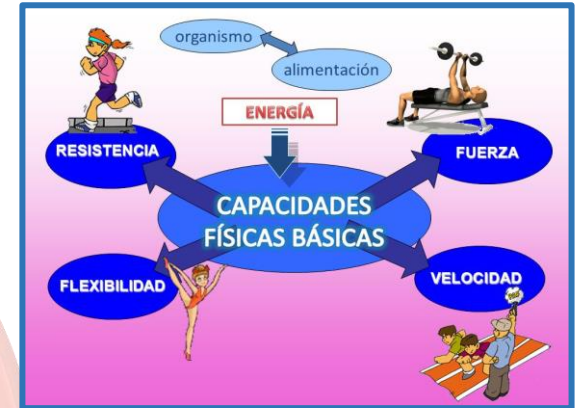 organismo
alimentación
ENERGÍA
RESISTENCIA
FUERZA
CAPACIDADES
FÍSICAS BÁSICAS
FLEXIBILIDAD
VELOCIDAD